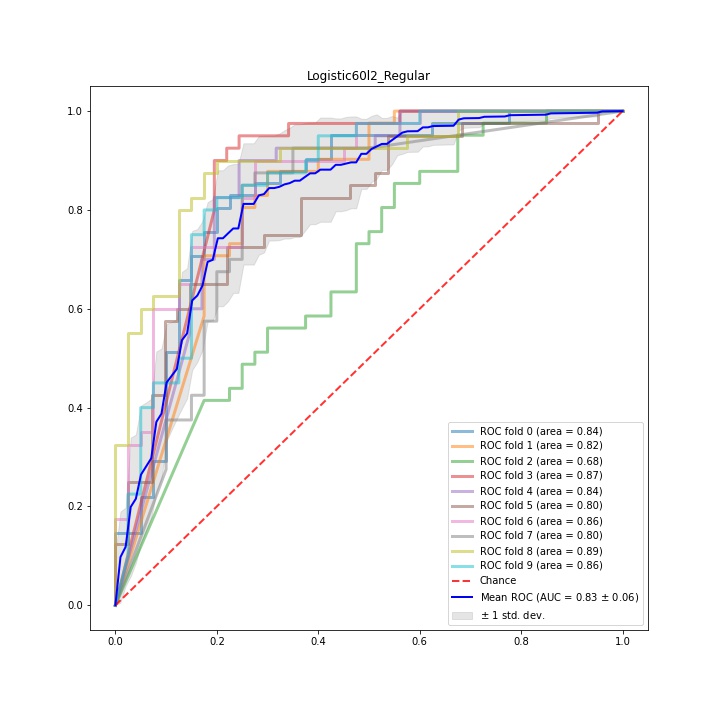 Logistic60l2_Regular
1.0
0.8
0.6
0.4
0.2
0.0
0.0 0.2 0.4 0.6 0.8 1.0
ROC fold 0 (area = 0.84)
ROC fold 1 (area = 0.82)
ROC fold 2 (area = 0.68)
ROC fold 3 (area = 0.87)
ROC fold 4 (area = 0.84)
ROC fold 5 (area = 0.80)
ROC fold 6 (area = 0.86)
ROC fold 7 (area = 0.80)
ROC fold 8 (area = 0.89)
ROC fold 9 (area = 0.86)
Chance
Mean ROC (AUC = 0.83 ± 0.06)
± 1 std. dev.